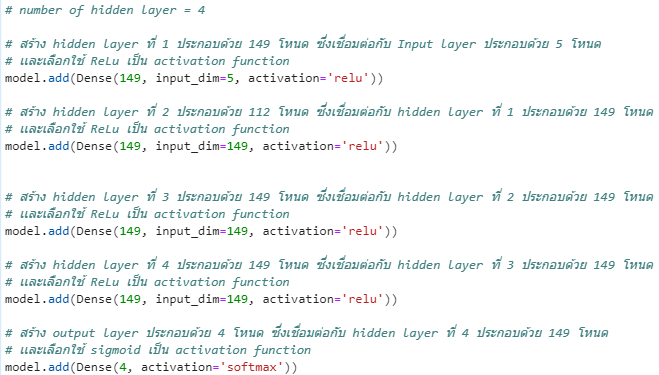 # number of hidden layer = 4
# สร้าง hidden layer ที่ 1 ประกอบด้วย 149 โหนด ซึ่งเชื่อมต่อกับ Input layer ประกอบด้วย 5 โหนด
# และเลือกใช้ ReLu เป็น activation function
model.add(Dense(149, input_dim=5, activation='relu'))
# สร้าง hidden layer ที่ 2 ประกอบด้วย 112 โหนด ซึ่งเชื่อมต่อกับ hidden layer ที่ 1 ประกอบด้วย 149 โหนด
# และเลือกใช้ ReLu เป็น activation function
model.add(Dense(149, input_dim=149, activation='relu'))
# สร้าง hidden layer ที่ 3 ประกอบด้วย 149 โหนด ซึ่งเชื่อมต่อกับ hidden layer ที่ 2 ประกอบด้วย 149 โหนด
# และเลือกใช้ ReLu เป็น activation function
model.add(Dense(149, input_dim=149, activation='relu'))
# สร้าง hidden layer ที่ 4 ประกอบด้วย 149 โหนด ซึ่งเชื่อมต่อกับ hidden layer ที่ 3 ประกอบด้วย 149 โหนด
# และเลือกใช้ ReLu เป็น activation function
model.add(Dense(149, input_dim=149, activation='relu'))
# สร้าง output layer ประกอบด้วย 4 โหนด ซึ่งเชื่อมต่อกับ hidden layer ที่ 4 ประกอบด้วย 149 โหนด
# และเลือกใช้ sigmoid เป็น activation function
model.add(Dense(4, activation='softmax'))